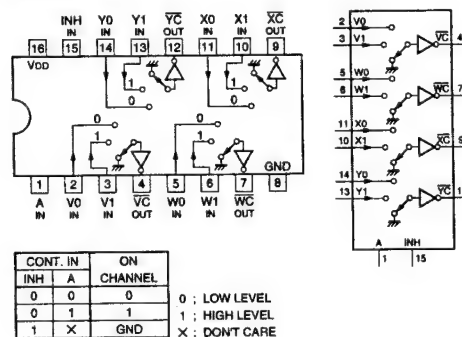 INH Y0 Y1 YC X0 X1 XC
IN IN IN OUT IN IN OUT
16 15 14 13 12 11 10 9
VDD
1 0 1 0
0 1 0 1
GND
1 2 3 4 5 6 7 8
A V0 V1 VC W0 W1 WC
IN IN IN OUT IN IN OUT
2 V0
3 V1 VC 4
5 W0
6 W1 WC 7
11 X0
10 X1 XC 9
14 Y0
13 Y1 YC
A INH
1 15
CONT. IN ON
INH A CHANNEL
0 0 0
0 1 1
1 X GND
0 ; LOW LEVEL
1 ; HIGH LEVEL
X ; DON'T CARE